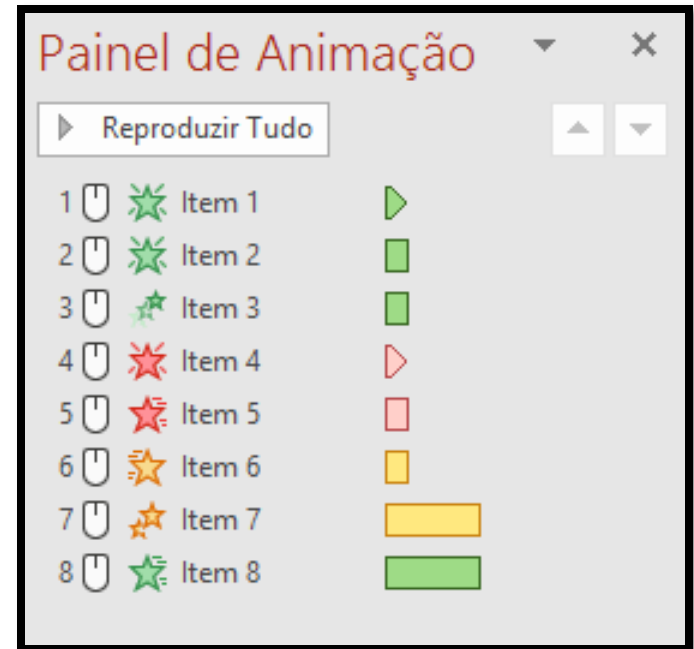 Painel de Animação
Reproduzir Tudo
1 Item 1
2 Item 2
3 Item 3
4 Item 4
5 Item 5
6 Item 6
7 Item 7
8 Item 8